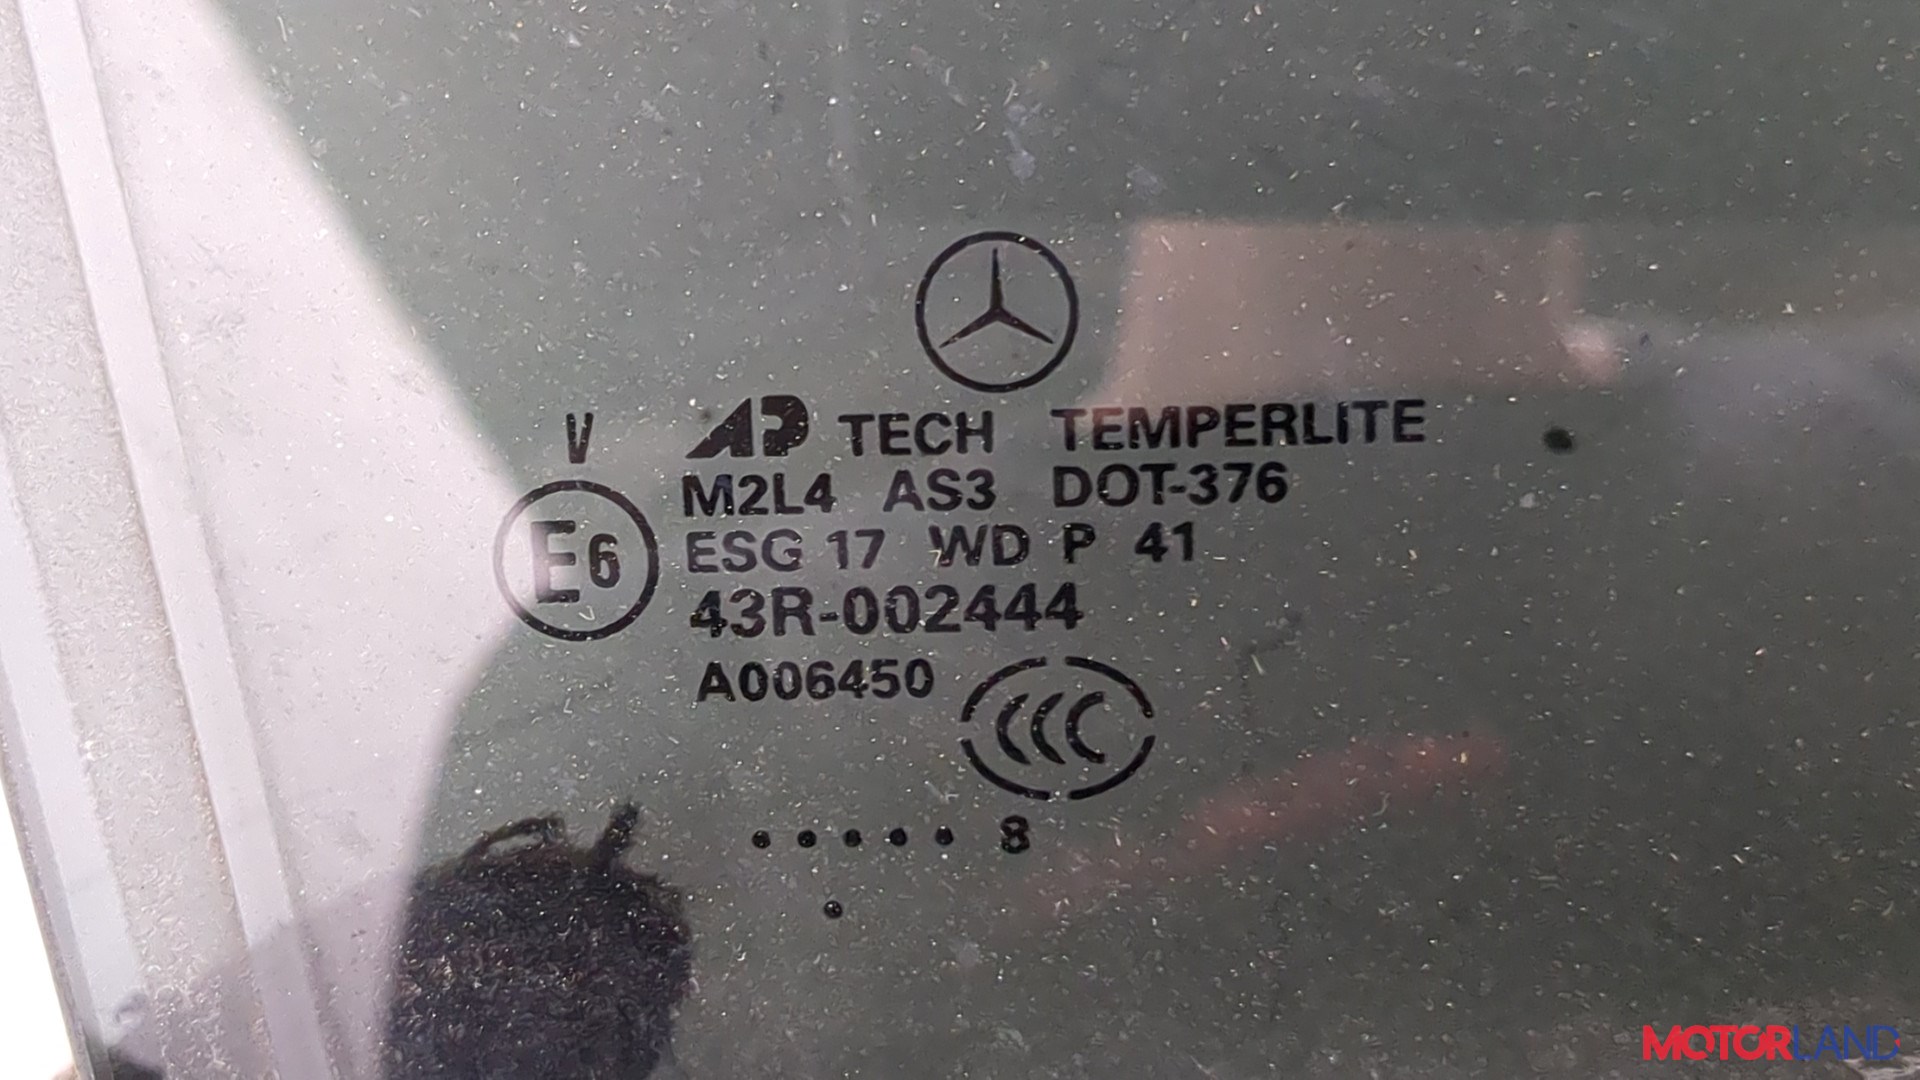 V AP TECH TEMPERLITE
M2L4 AS3 DOT-376
E6 ESG 17 WD P 41
43R-002444
A006450 CCC
. . . . . 8
.
MOTORLAND